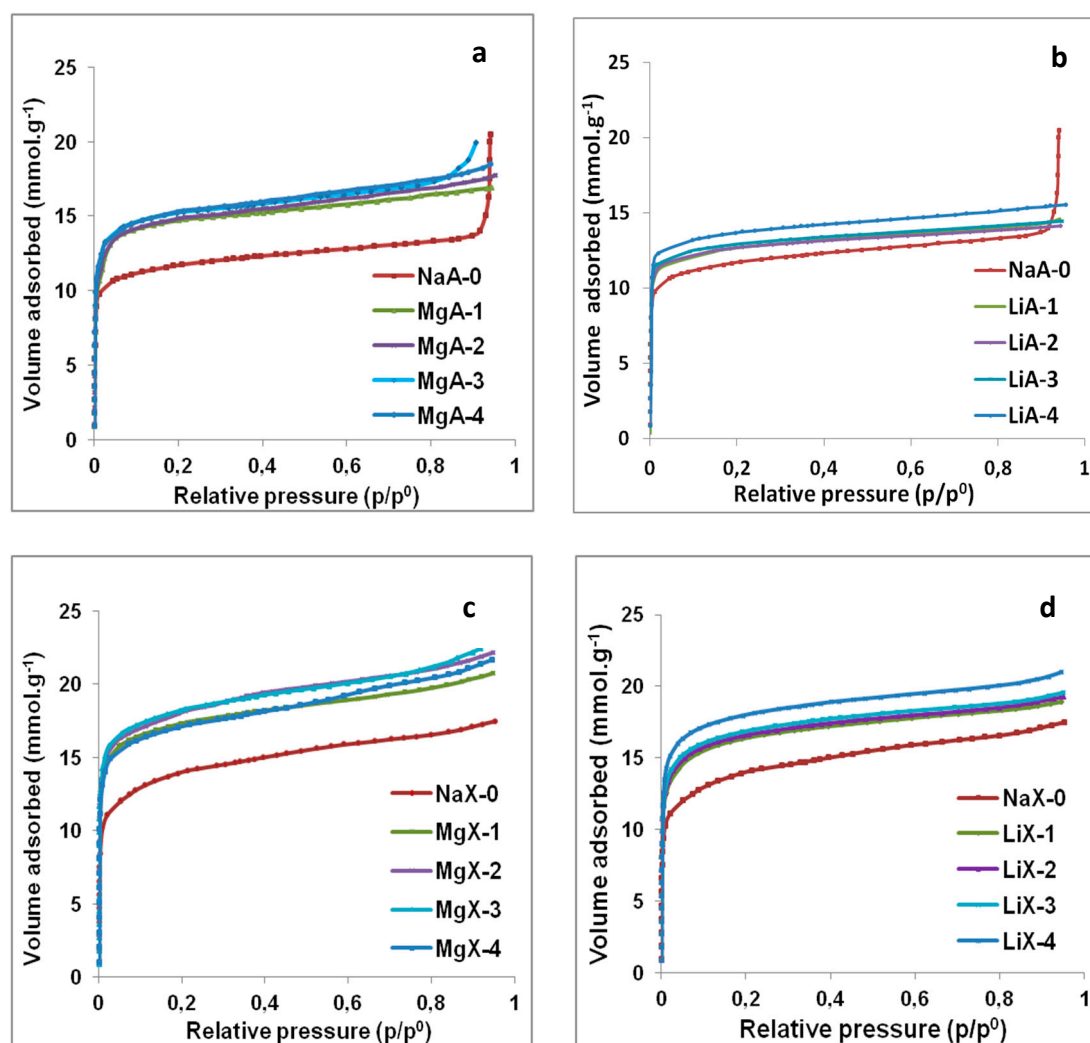 a
Volume adsorbed (mmol.g⁻¹)
25
20
15
10
5
0
NaA-0
MgA-1
MgA-2
MgA-3
MgA-4
0 0,2 0,4 0,6 0,8 1
Relative pressure (p/p⁰)
b
Volume adsorbed (mmol.g⁻¹)
25
20
15
10
5
0
NaA-0
LiA-1
LiA-2
LiA-3
LiA-4
0 0,2 0,4 0,6 0,8 1
Relative pressure (p/p⁰)
c
Volume adsorbed (mmol.g⁻¹)
25
20
15
10
5
0
NaX-0
MgX-1
MgX-2
MgX-3
MgX-4
0 0,2 0,4 0,6 0,8 1
Relative pressure (p/p⁰)
d
Volume adsorbed (mmol.g⁻¹)
25
20
15
10
5
0
NaX-0
LiX-1
LiX-2
LiX-3
LiX-4
0 0,2 0,4 0,6 0,8 1
Relative pressure (p/p⁰)